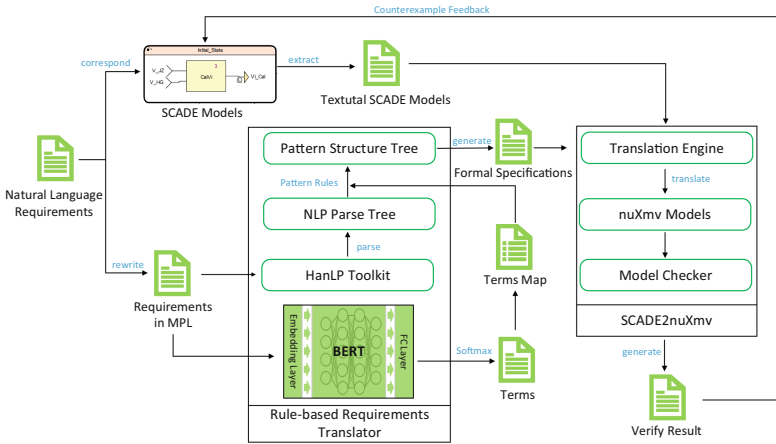 Counterexample Feedback
Initial_State
correspond
V_JZ
V_HG
3
CalVi
Vi_Cal
extract
SCADE Models
Textutal SCADE Models
Natural Language
Requirements
Pattern Structure Tree
generate
Formal Specifications
Translation Engine
Pattern Rules
translate
NLP Parse Tree
nuXmv Models
parse
rewrite
HanLP Toolkit
Terms Map
Model Checker
Requirements
in MPL
SCADE2nuXmv
Embedding Layer
BERT
FC Layer
Softmax
generate
Terms
Rule-based Requirements
Translator
Verify Result